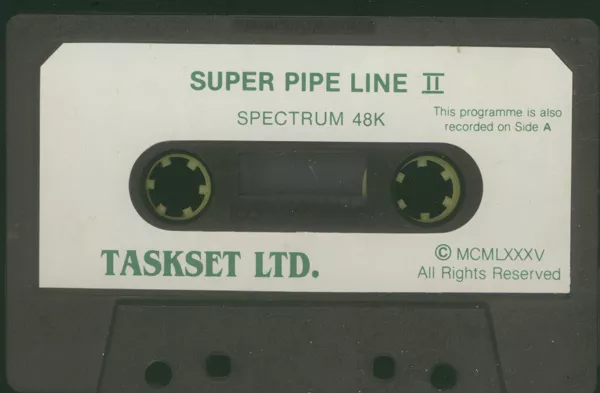 SUPER PIPE LINE II
SPECTRUM 48K
This programme is also
recorded on Side A
TASKSET LTD.
© MCMLXXXV
All Rights Reserved